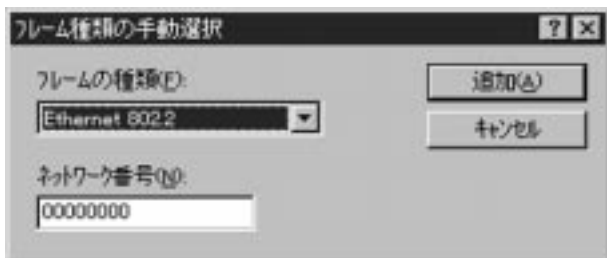 フレーム種類の手動選択
フレームの種類(F):
追加(A)
Ethernet 802.2
キャンセル
ネットワーク番号(N):
00000000